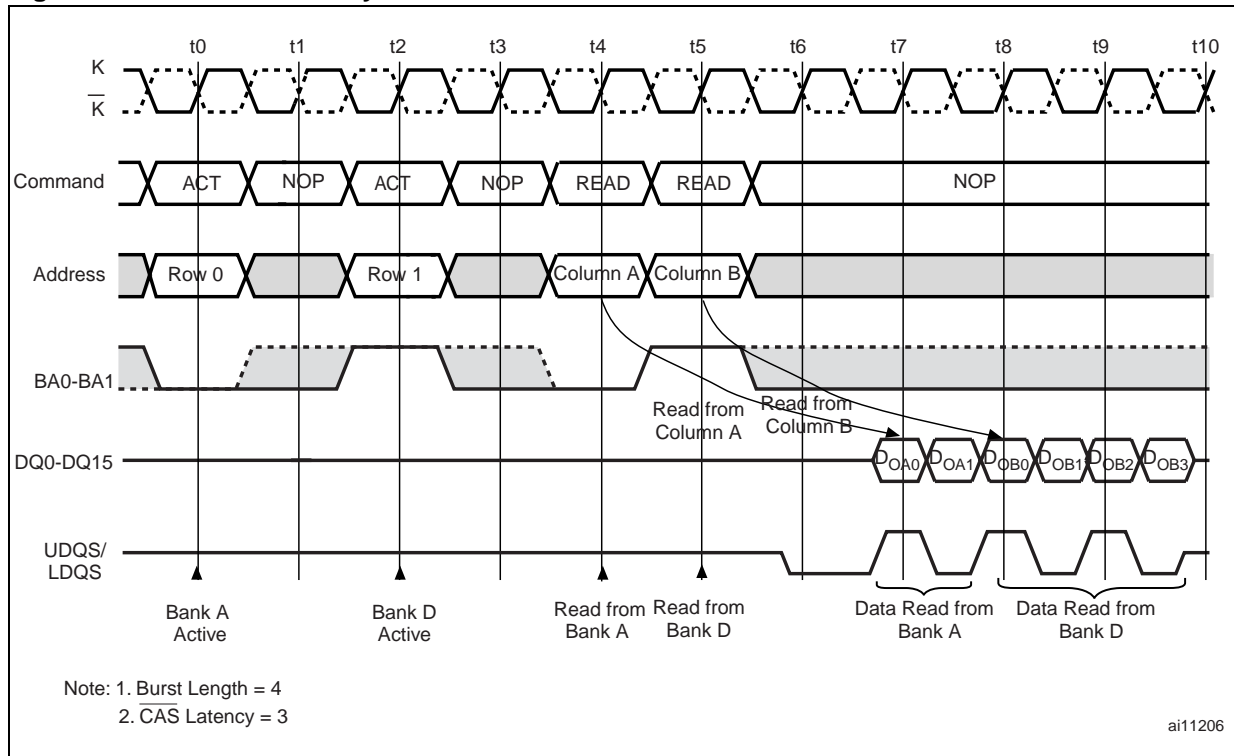 t0 t1 t2 t3 t4 t5 t6 t7 t8 t9 t10
K
K
Command ACT NOP ACT NOP READ READ NOP
Address Row 0 Row 1 Column A Column B
BA0-BA1
Read from Column A
Read from Column B
DQ0-DQ15 DOA0 DOA1 DOB0 DOB1 DOB2 DOB3
UDQS/
LDQS
Bank A Active
Bank D Active
Read from Bank A
Read from Bank D
Data Read from Bank A
Data Read from Bank D
Note: 1. Burst Length = 4
2. CAS Latency = 3
ai11206